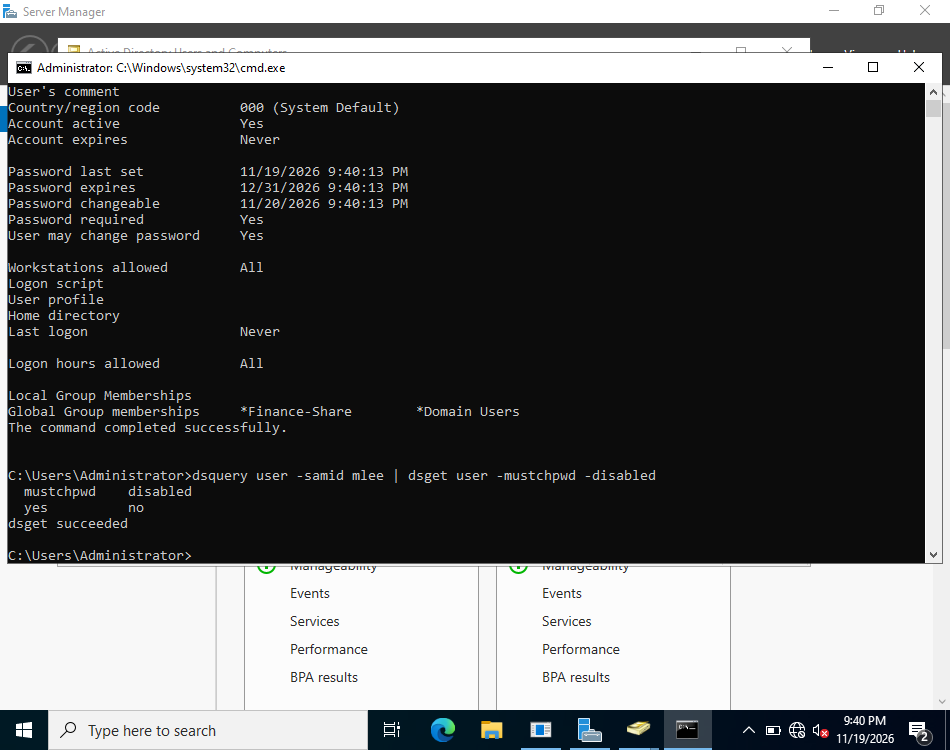 Server Manager
Active Directory Users and Computers
Administrator: C:\Windows\system32\cmd.exe
User's comment
Country/region code 000 (System Default)
Account active Yes
Account expires Never
Password last set 11/19/2026 9:40:13 PM
Password expires 12/31/2026 9:40:13 PM
Password changeable 11/20/2026 9:40:13 PM
Password required Yes
User may change password Yes
Workstations allowed All
Logon script
User profile
Home directory
Last logon Never
Logon hours allowed All
Local Group Memberships
Global Group memberships *Finance-Share *Domain Users
The command completed successfully.
C:\Users\Administrator>dsquery user -samid mlee | dsget user -mustchpwd -disabled
mustchpwd disabled
yes no
dsget succeeded
C:\Users\Administrator>
Manageability Manageability
Events Events
Services Services
Performance Performance
BPA results BPA results
Type here to search
9:40 PM
11/19/2026
2